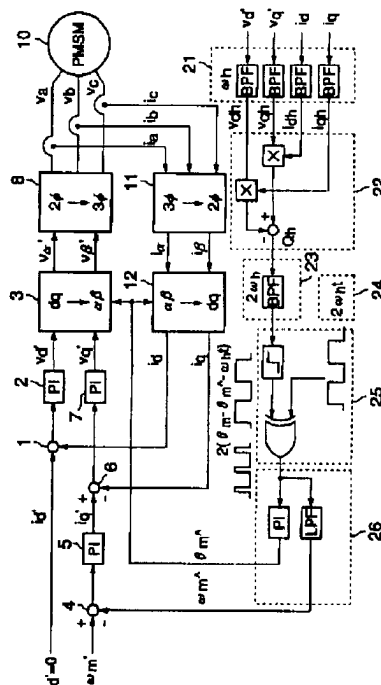 10
PMSM
va
vb
vc
ia
ib
ic
8
2φ → 3φ
11
3φ → 2φ
vα'
vβ'
iα
iβ
3
dq → αβ
12
αβ → dq
vd'
vq'
id
iq
2
PI
7
PI
1
6
+
-
iq'
5
PI
4
+
-
id'
d'=0
ωm'
θm^
ωm^
21
ωh
vd'
vq'
id
iq
BPF
BPF
BPF
BPF
vdh
vqh
idh
iqh
22
X
X
+
-
Qh
23
2ωh
BPF
24
2ωht
25
2(θm-θm^-ωht)
26
PI
LPF